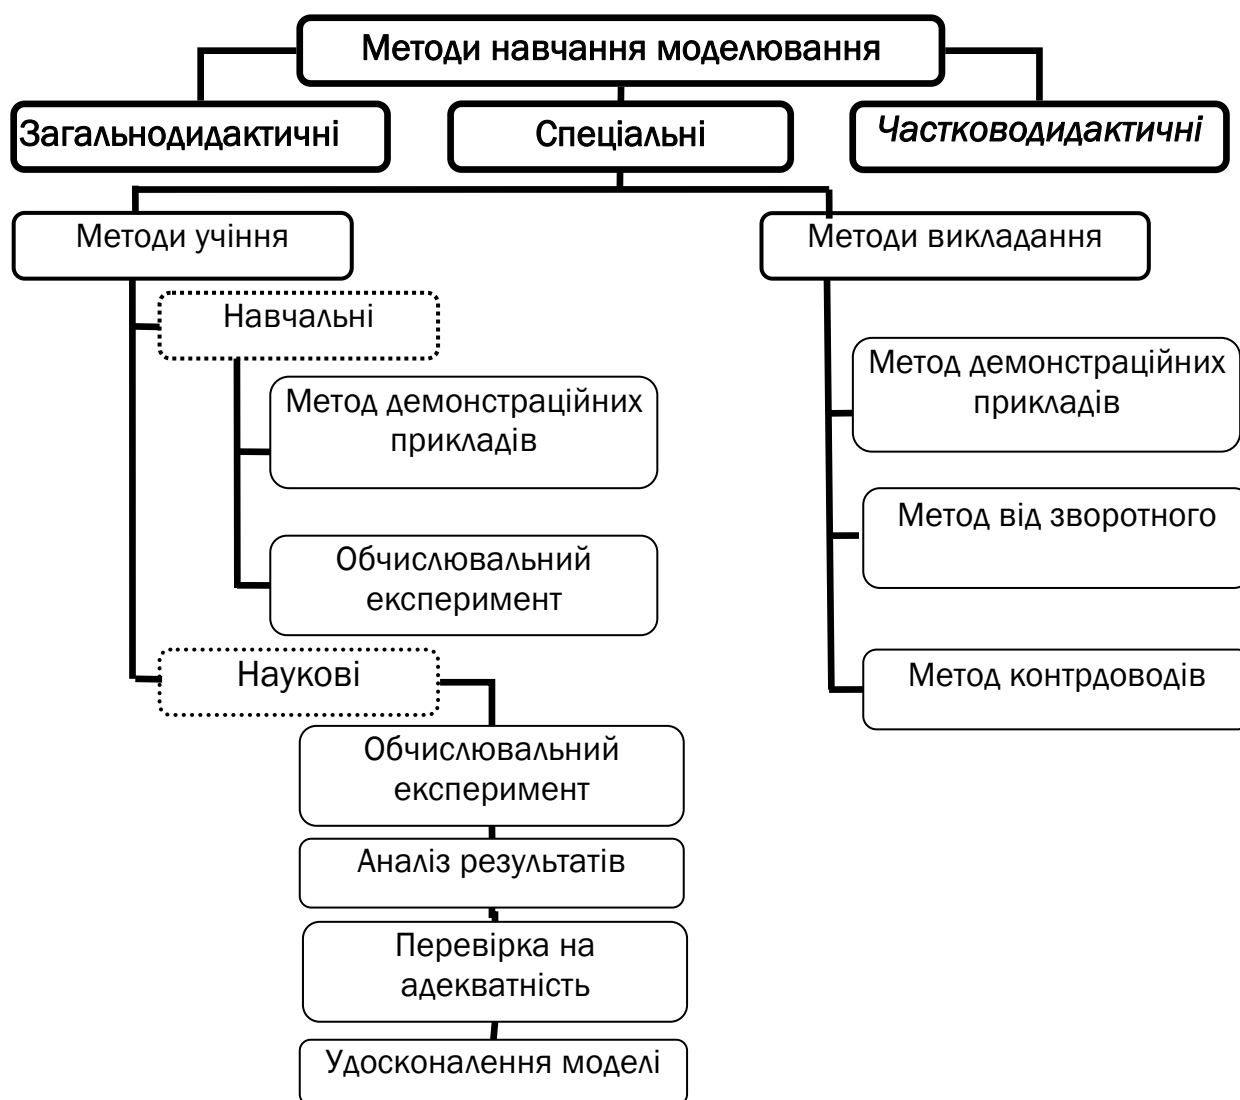 Методи навчання моделювання
Загальнодидактичні
Спеціальні
Частководидактичні
Методи учіння
Методи викладання
Навчальні
Метод демонстраційних
прикладів
Обчислювальний
експеримент
Наукові
Обчислювальний
експеримент
Аналіз результатів
Перевірка на
адекватність
Удосконалення моделі
Метод демонстраційних
прикладів
Метод від зворотного
Метод контрдоводів